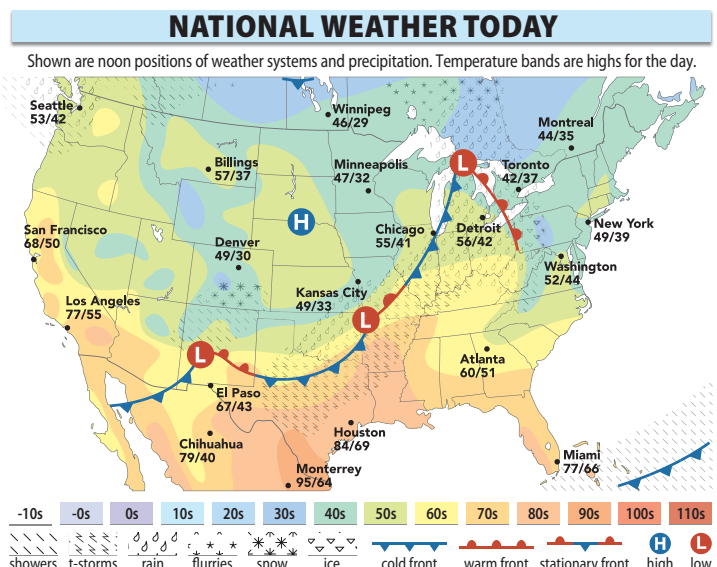 NATIONAL WEATHER TODAY
Shown are noon positions of weather systems and precipitation. Temperature bands are highs for the day.
Seattle
53/42
Winnipeg
46/29
Montreal
44/35
Billings
57/37
Minneapolis
47/32
L
Toronto
42/37
H
San Francisco
68/50
Denver
49/30
Chicago
55/41
Detroit
56/42
New York
49/39
Washington
52/44
Kansas City
49/33
Los Angeles
77/55
L
L
Atlanta
60/51
El Paso
67/43
Chihuahua
79/40
Houston
84/69
Miami
77/66
Monterrey
95/64
-10s -0s 0s 10s 20s 30s 40s 50s 60s 70s 80s 90s 100s 110s
H L
showers t-storms rain flurries snow ice cold front warm front stationary front high low